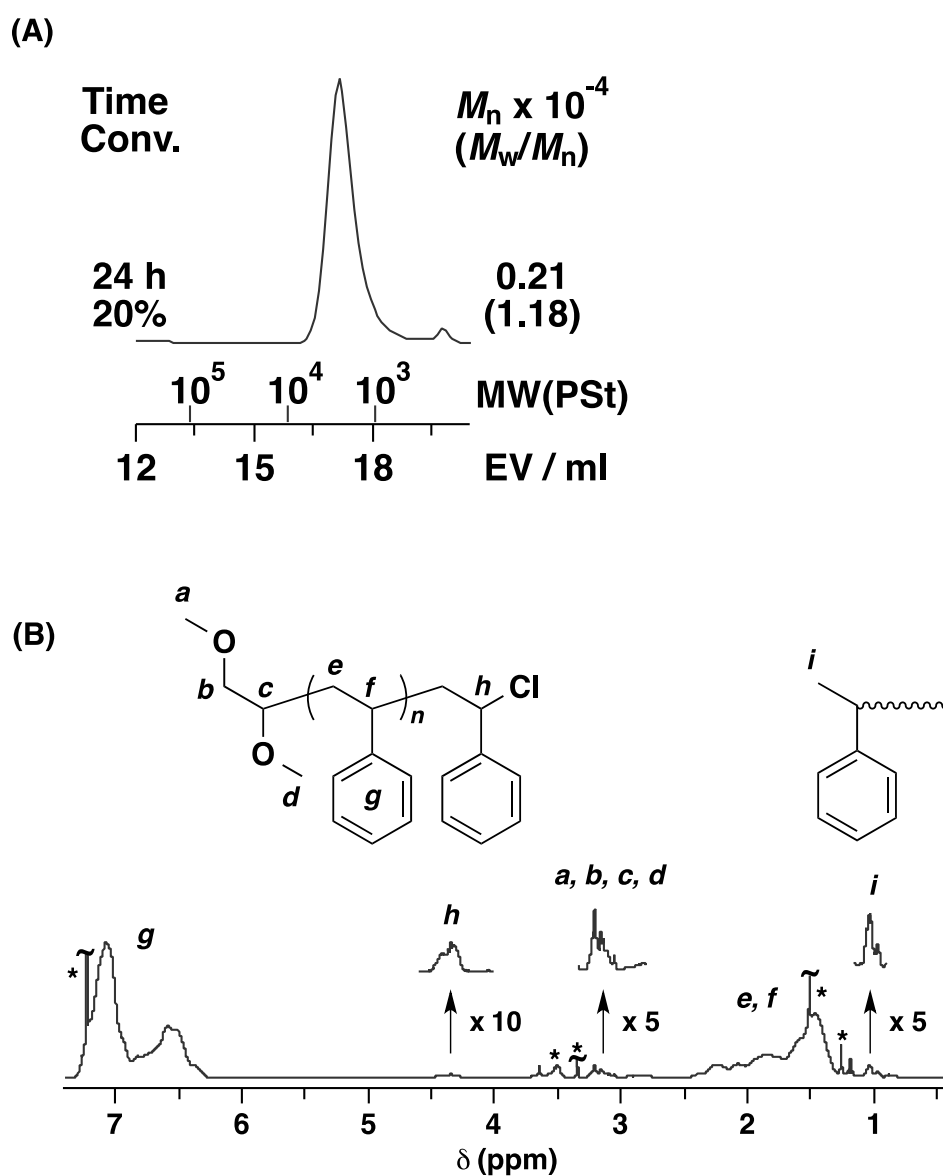 (A)
Time
Conv.
Mn x 10-4
(Mw/Mn)
24 h
20%
0.21
(1.18)
10^5 10^4 10^3 MW(PSt)
12 15 18 EV / ml
(B)
a
O
b
c
e
f
h
Cl
n
O
d
g
i
a, b, c, d
h
i
g
*
x 10
x 5
e, f
x 5
* * * *
7 6 5 4 3 2 1
δ (ppm)